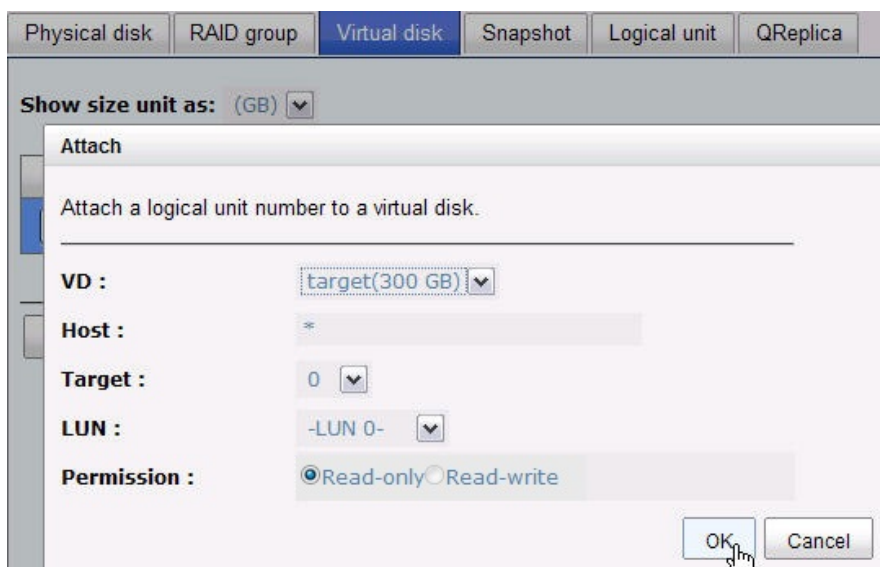 Physical disk RAID group Virtual disk Snapshot Logical unit QReplica
Show size unit as: (GB)
Attach
Attach a logical unit number to a virtual disk.
VD : target(300 GB)
Host : *
Target : 0
LUN : -LUN 0-
Permission : Read-only Read-write
OK Cancel